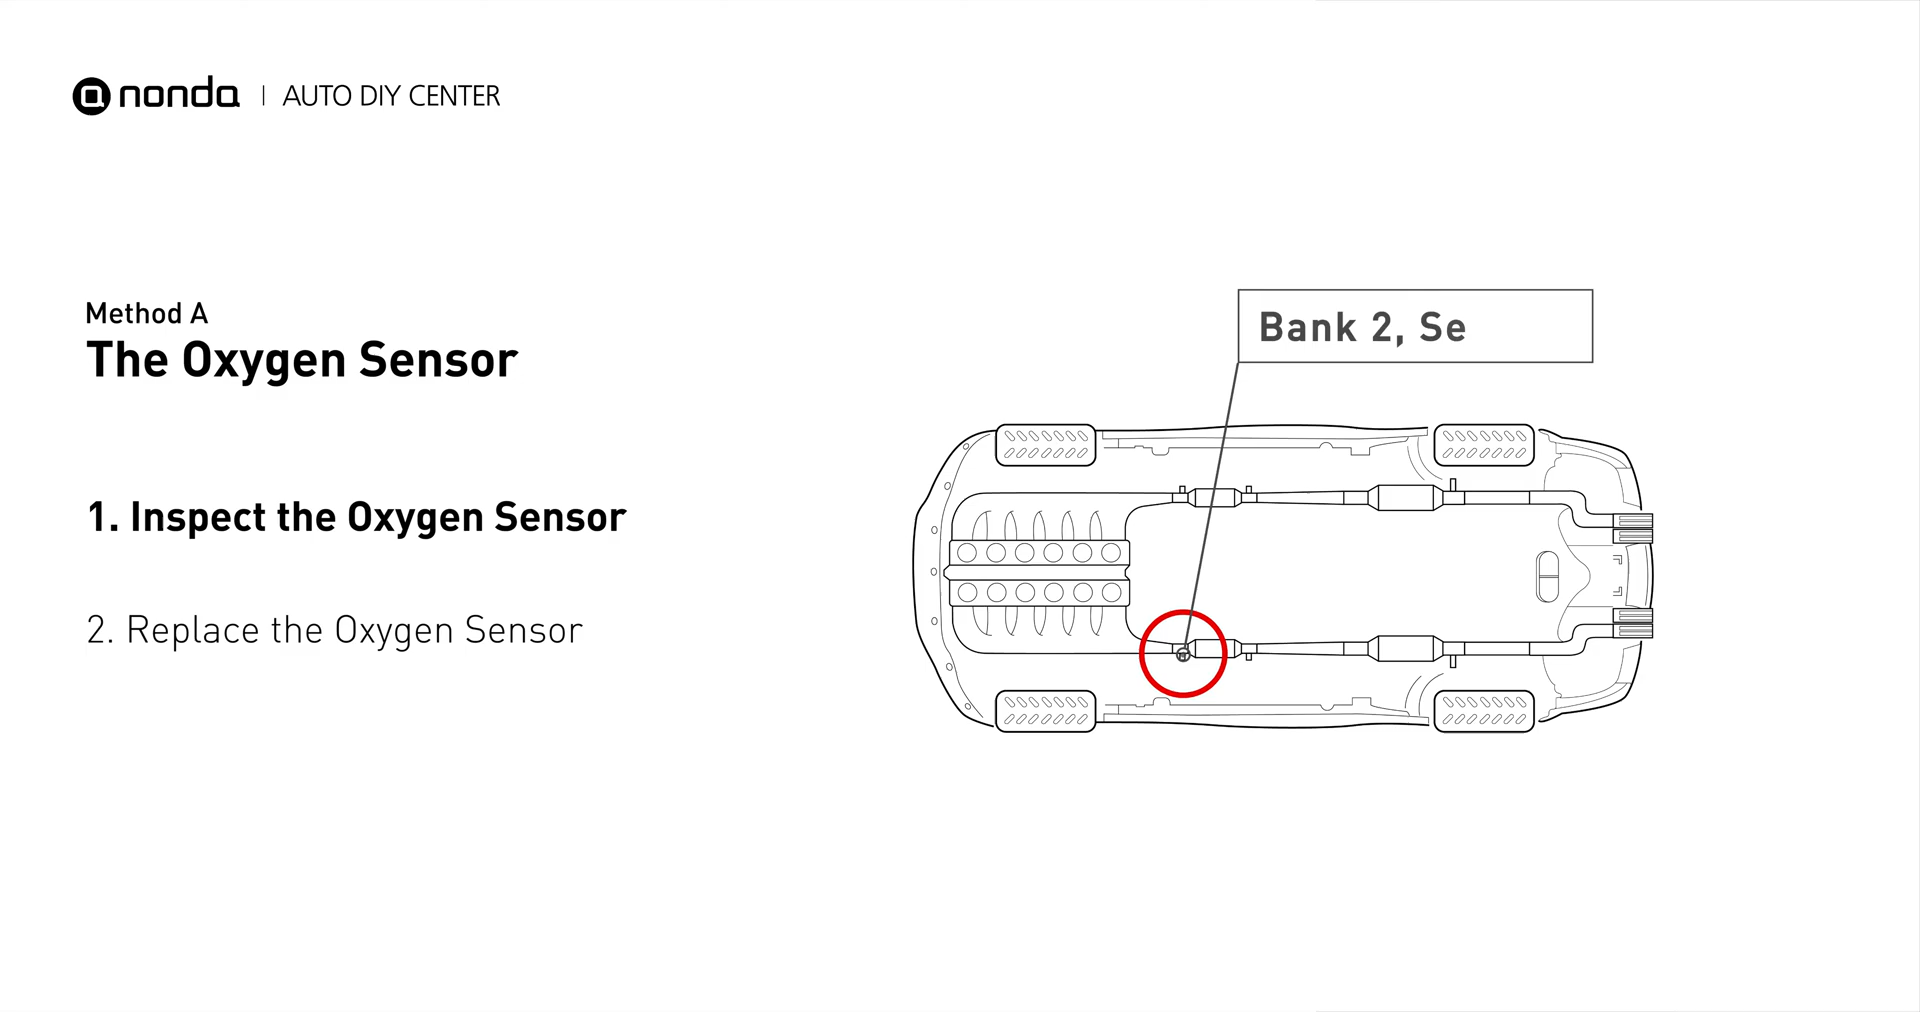 nonda | AUTO DIY CENTER
Method A
The Oxygen Sensor
1. Inspect the Oxygen Sensor
2. Replace the Oxygen Sensor
Bank 2, Se